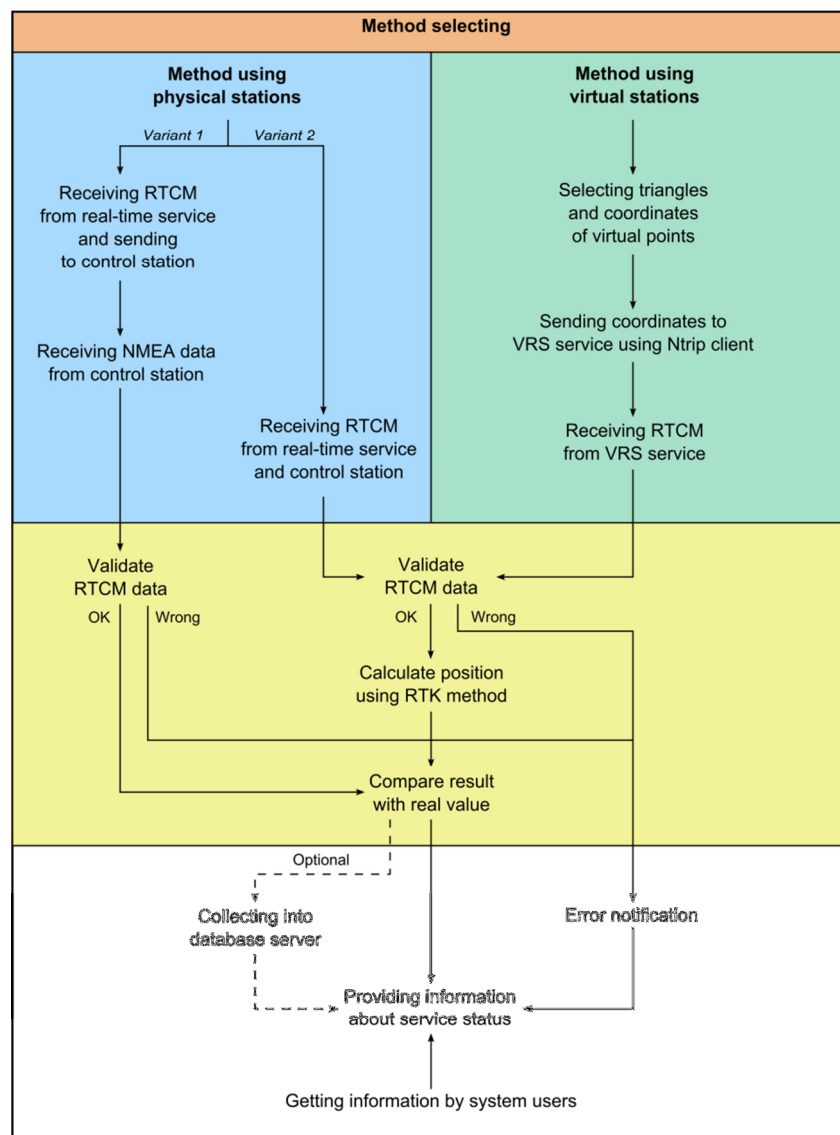 Method selecting
Method using
physical stations
Variant 1
Variant 2
Receiving RTCM
from real-time service
and sending
to control station
Receiving NMEA data
from control station
Receiving RTCM
from real-time service
and control station
Method using
virtual stations
Selecting triangles
and coordinates
of virtual points
Sending coordinates to
VRS service using Ntrip client
Receiving RTCM
from VRS service
Validate
RTCM data
OK
Wrong
Validate
RTCM data
OK
Wrong
Calculate position
using RTK method
Compare result
with real value
Optional
Collecting into
database server
Error notification
Providing information
about service status
Getting information by system users